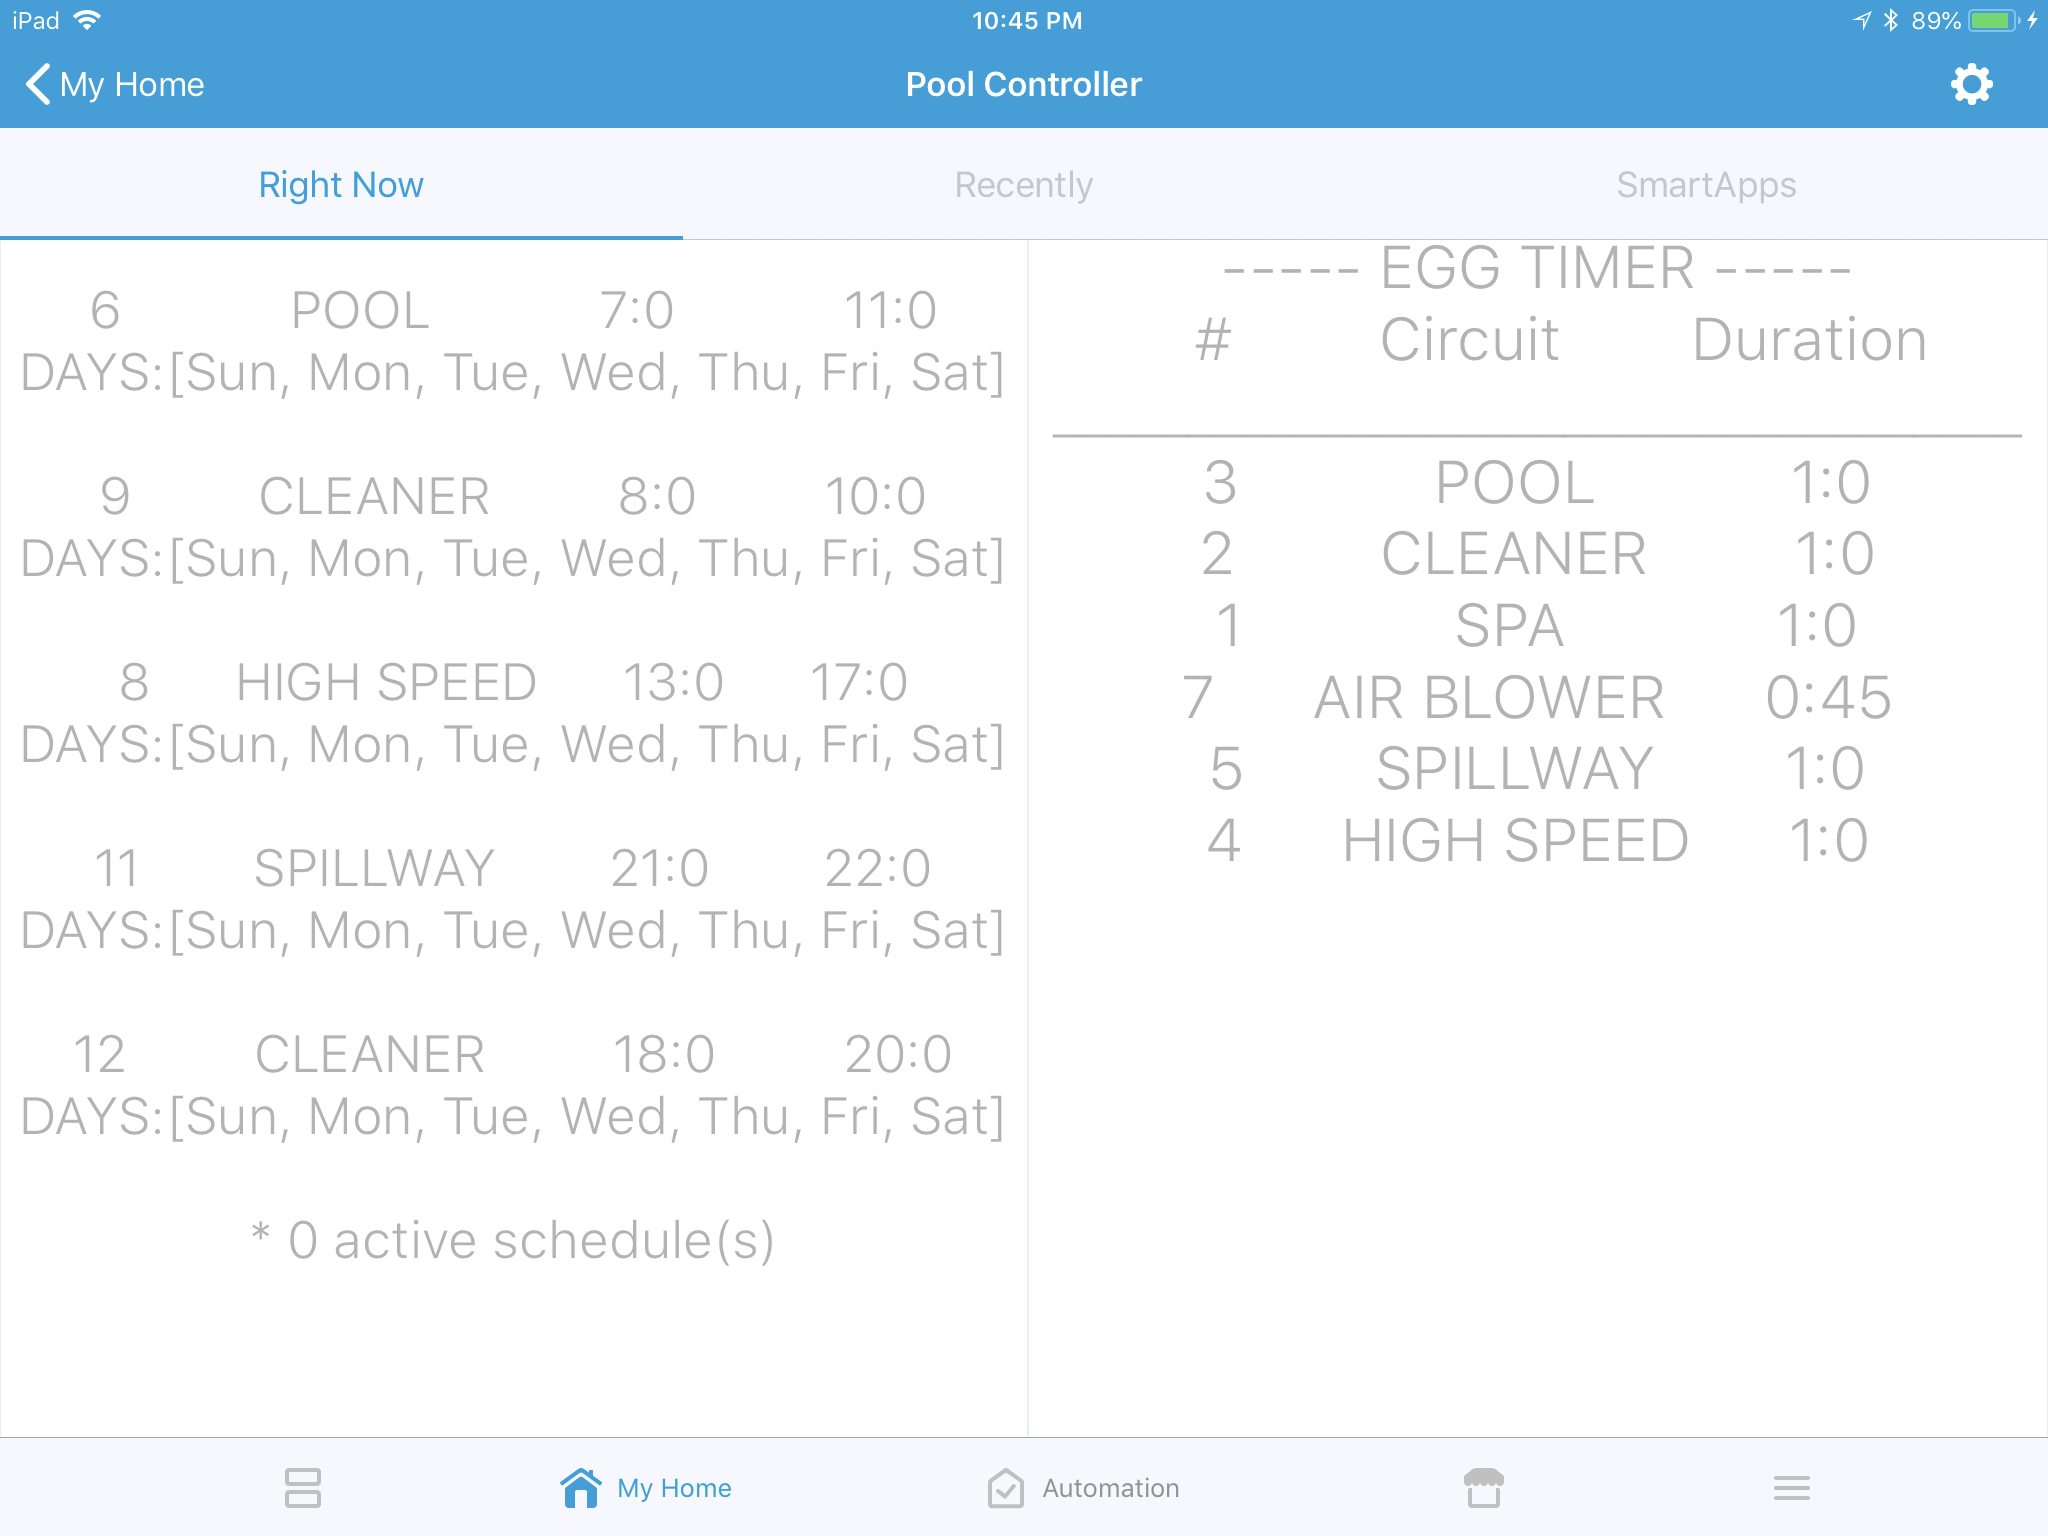 iPad 10:45 PM 89%
My Home Pool Controller
Right Now Recently SmartApps
6 POOL 7:0 11:0
DAYS:[Sun, Mon, Tue, Wed, Thu, Fri, Sat]
9 CLEANER 8:0 10:0
DAYS:[Sun, Mon, Tue, Wed, Thu, Fri, Sat]
8 HIGH SPEED 13:0 17:0
DAYS:[Sun, Mon, Tue, Wed, Thu, Fri, Sat]
11 SPILLWAY 21:0 22:0
DAYS:[Sun, Mon, Tue, Wed, Thu, Fri, Sat]
12 CLEANER 18:0 20:0
DAYS:[Sun, Mon, Tue, Wed, Thu, Fri, Sat]
* 0 active schedule(s)
----- EGG TIMER -----
# Circuit Duration
3 POOL 1:0
2 CLEANER 1:0
1 SPA 1:0
7 AIR BLOWER 0:45
5 SPILLWAY 1:0
4 HIGH SPEED 1:0
My Home Automation